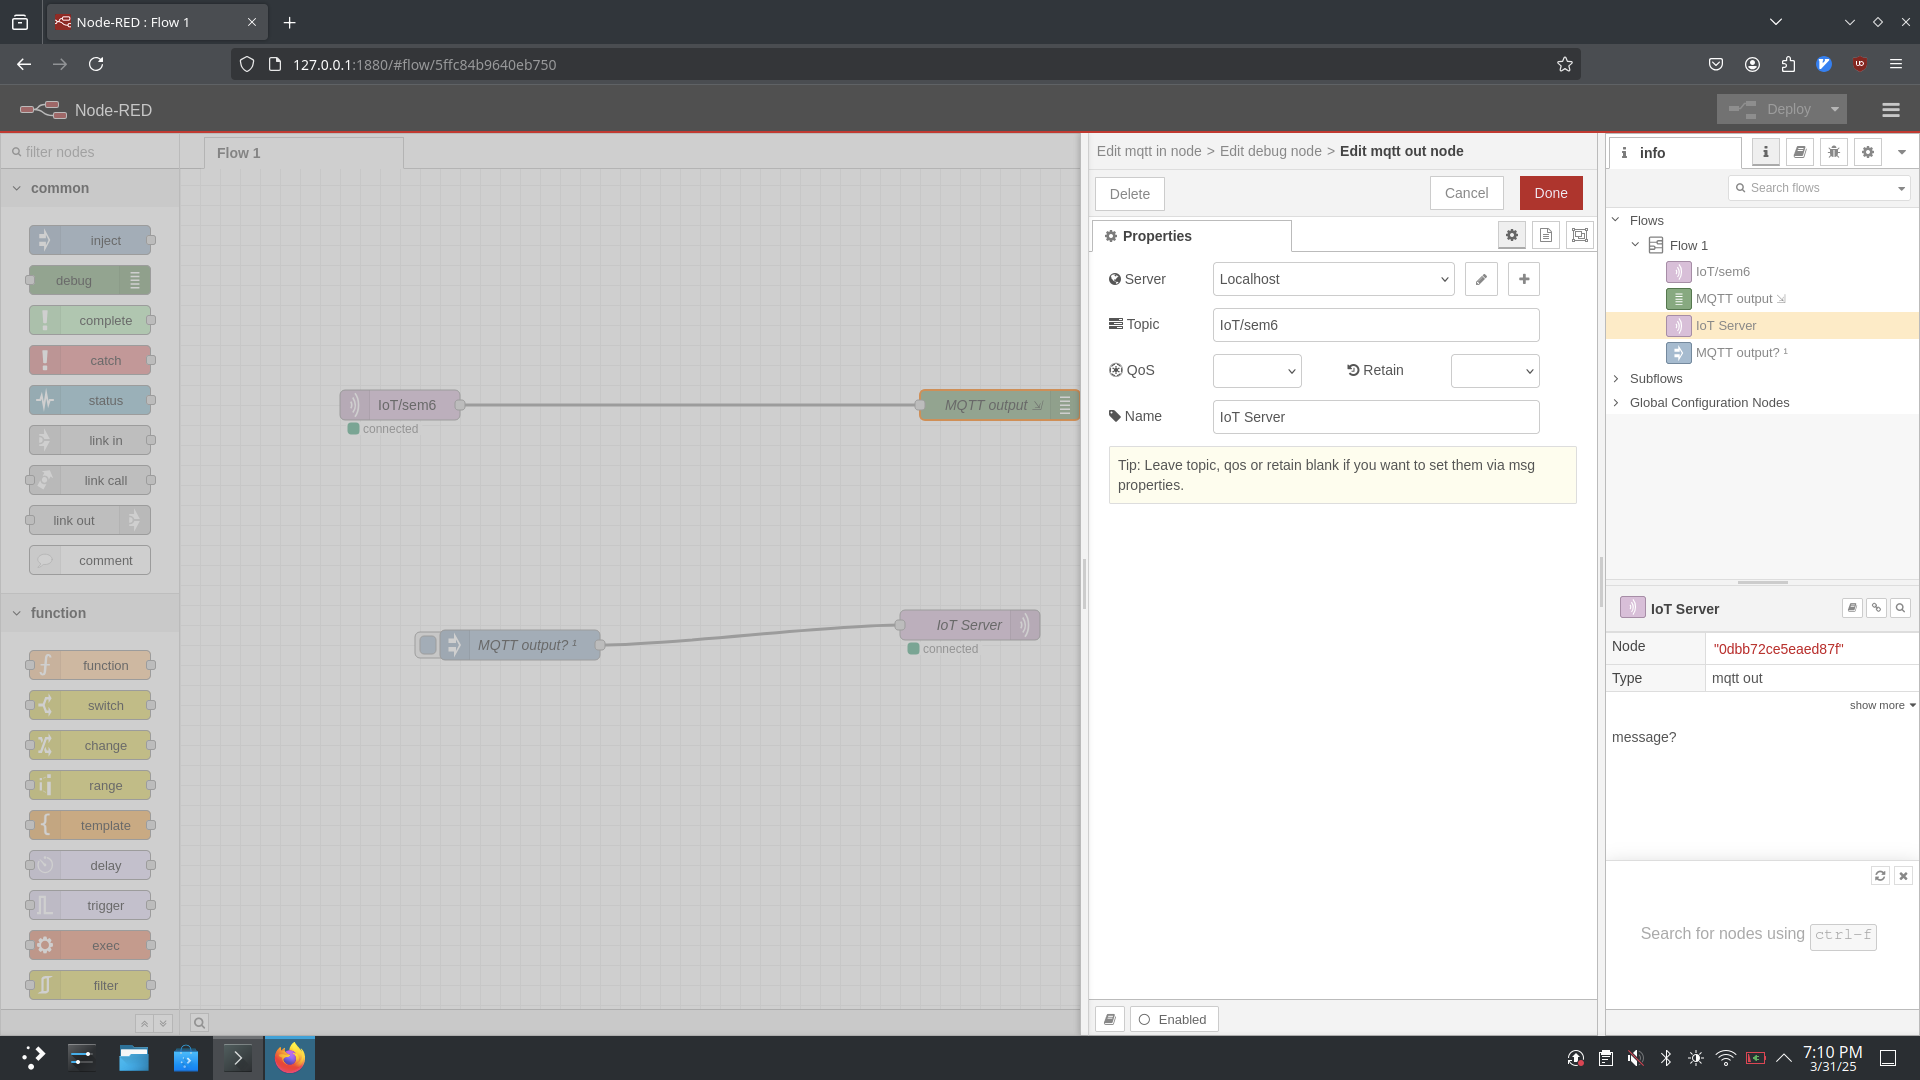 Node-RED : Flow 1
127.0.0.1:1880/#flow/5ffc84b9640eb750
Node-RED
Deploy
filter nodes
common
inject
debug
complete
catch
status
link in
link call
link out
comment
function
function
switch
change
range
template
delay
trigger
exec
filter
Flow 1
IoT/sem6
connected
MQTT output ⇲
MQTT output? ¹
IoT Server
connected
Edit mqtt in node > Edit debug node > Edit mqtt out node
Delete
Cancel
Done
Properties
Server
Localhost
Topic
IoT/sem6
QoS
Retain
Name
IoT Server
Tip: Leave topic, qos or retain blank if you want to set them via msg
properties.
Enabled
info
Search flows
Flows
Flow 1
IoT/sem6
MQTT output ⇲
IoT Server
MQTT output? ¹
Subflows
Global Configuration Nodes
IoT Server
Node
"0dbb72ce5eaed87f"
Type
mqtt out
show more
message?
Search for nodes using ctrl-f
7:10 PM
3/31/25